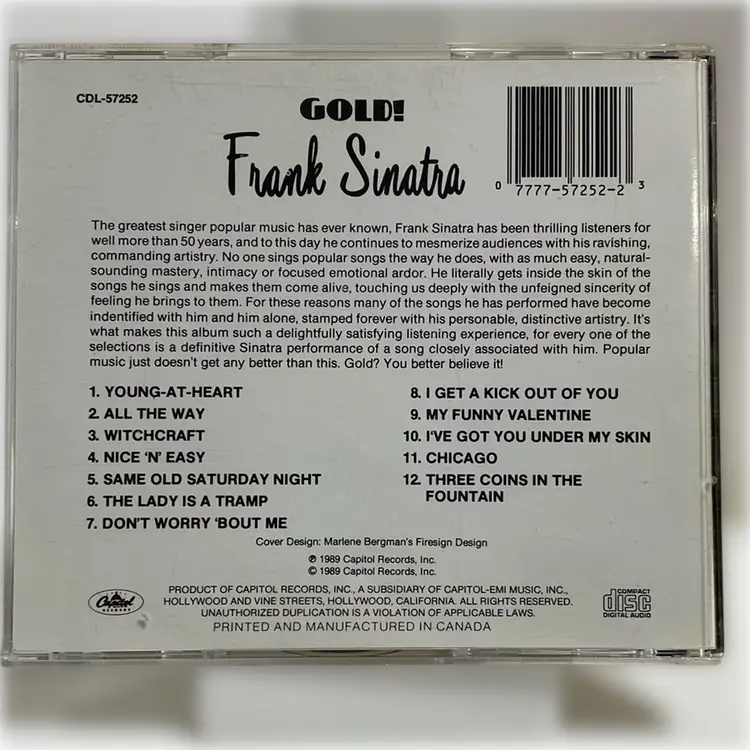 CDL-57252
GOLD!
Frank Sinatra
0 7777-57252-2 3
The greatest singer popular music has ever known, Frank Sinatra has been thrilling listeners for
well more than 50 years, and to this day he continues to mesmerize audiences with his ravishing,
commanding artistry. No one sings popular songs the way he does, with as much easy, natural-
sounding mastery, intimacy or focused emotional ardor. He literally gets inside the skin of the
songs he sings and makes them come alive, touching us deeply with the unfeigned sincerity of
feeling he brings to them. For these reasons many of the songs he has performed have become
indentified with him and him alone, stamped forever with his personable, distinctive artistry. It's
what makes this album such a delightfully satisfying listening experience, for every one of the
selections is a definitive Sinatra performance of a song closely associated with him. Popular
music just doesn't get any better than this. Gold? You better believe it!
1. YOUNG-AT-HEART
2. ALL THE WAY
3. WITCHCRAFT
4. NICE 'N' EASY
5. SAME OLD SATURDAY NIGHT
6. THE LADY IS A TRAMP
7. DON'T WORRY 'BOUT ME
8. I GET A KICK OUT OF YOU
9. MY FUNNY VALENTINE
10. I'VE GOT YOU UNDER MY SKIN
11. CHICAGO
12. THREE COINS IN THE
FOUNTAIN
Cover Design: Marlene Bergman's Firesign Design
℗ 1989 Capitol Records, Inc.
© 1989 Capitol Records, Inc.
Capitol
RECORDS
PRODUCT OF CAPITOL RECORDS, INC., A SUBSIDIARY OF CAPITOL-EMI MUSIC, INC.,
HOLLYWOOD AND VINE STREETS, HOLLYWOOD, CALIFORNIA. ALL RIGHTS RESERVED.
UNAUTHORIZED DUPLICATION IS A VIOLATION OF APPLICABLE LAWS.
PRINTED AND MANUFACTURED IN CANADA
COMPACT
disc
DIGITAL AUDIO